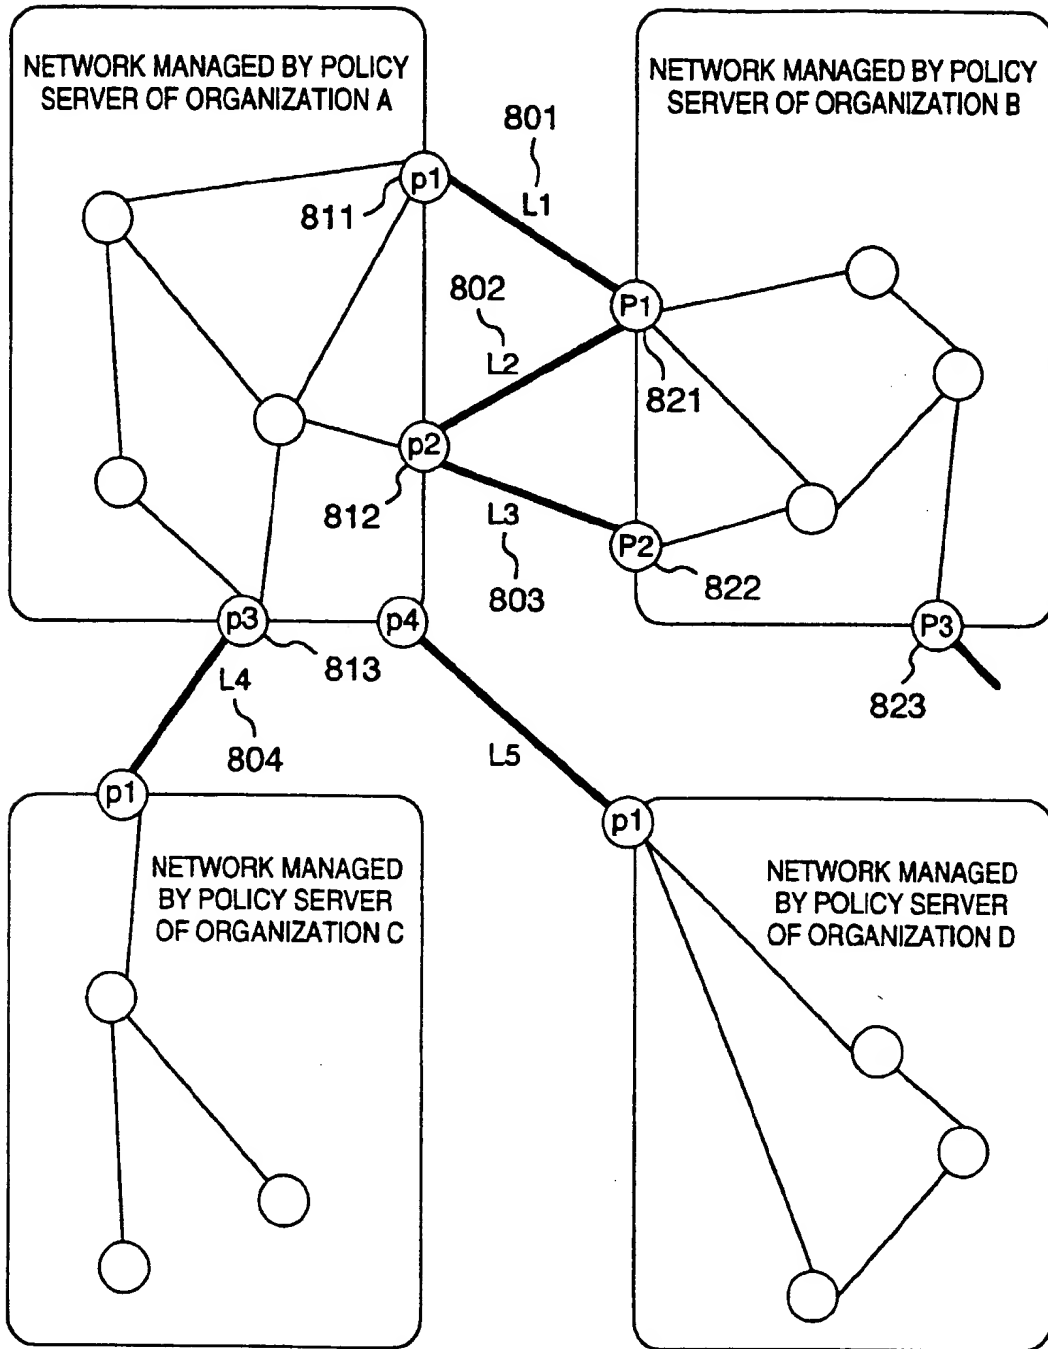 NETWORK MANAGED BY POLICY
SERVER OF ORGANIZATION A
NETWORK MANAGED BY POLICY
SERVER OF ORGANIZATION B
801
p1
811
L1
802
P1
L2
821
p2
812
L3
P2
803
822
p3
p4
P3
813
L4
823
804
L5
p1
p1
NETWORK MANAGED
BY POLICY SERVER
OF ORGANIZATION C
NETWORK MANAGED
BY POLICY SERVER
OF ORGANIZATION D